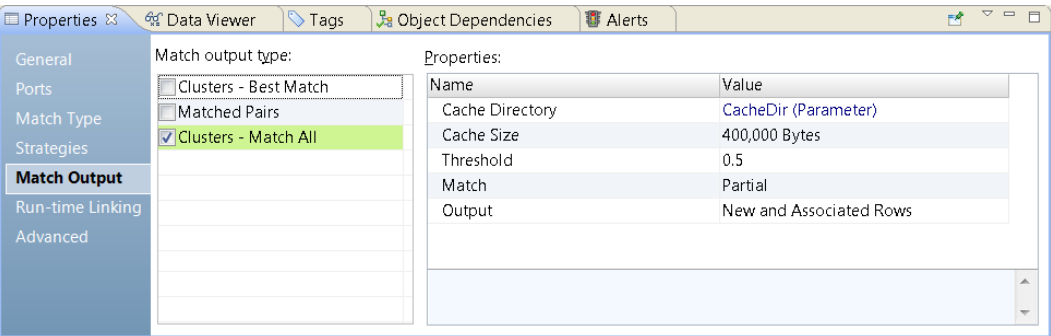 Properties Data Viewer Tags Object Dependencies Alerts
General
Ports
Match Type
Strategies
Match Output
Run-time Linking
Advanced
Match output type:
Clusters - Best Match
Matched Pairs
Clusters - Match All
Properties:
Name Value
Cache Directory CacheDir (Parameter)
Cache Size 400,000 Bytes
Threshold 0.5
Match Partial
Output New and Associated Rows